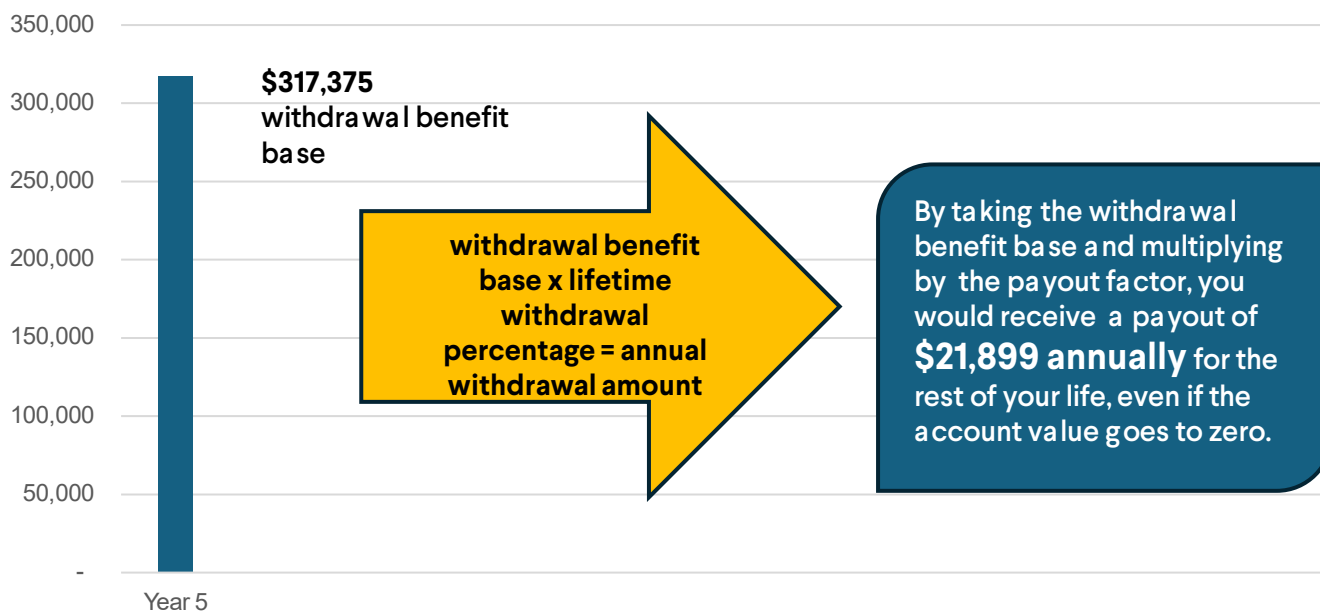 350,000
300,000
250,000
200,000
150,000
100,000
50,000
-
Year 5
$317,375
withdrawal benefit
base
withdrawal benefit
base x lifetime
withdrawal
percentage = annual
withdrawal amount
By taking the withdrawal
benefit base and multiplying
by the payout factor, you
would receive a payout of
$21,899 annually for the
rest of your life, even if the
account value goes to zero.